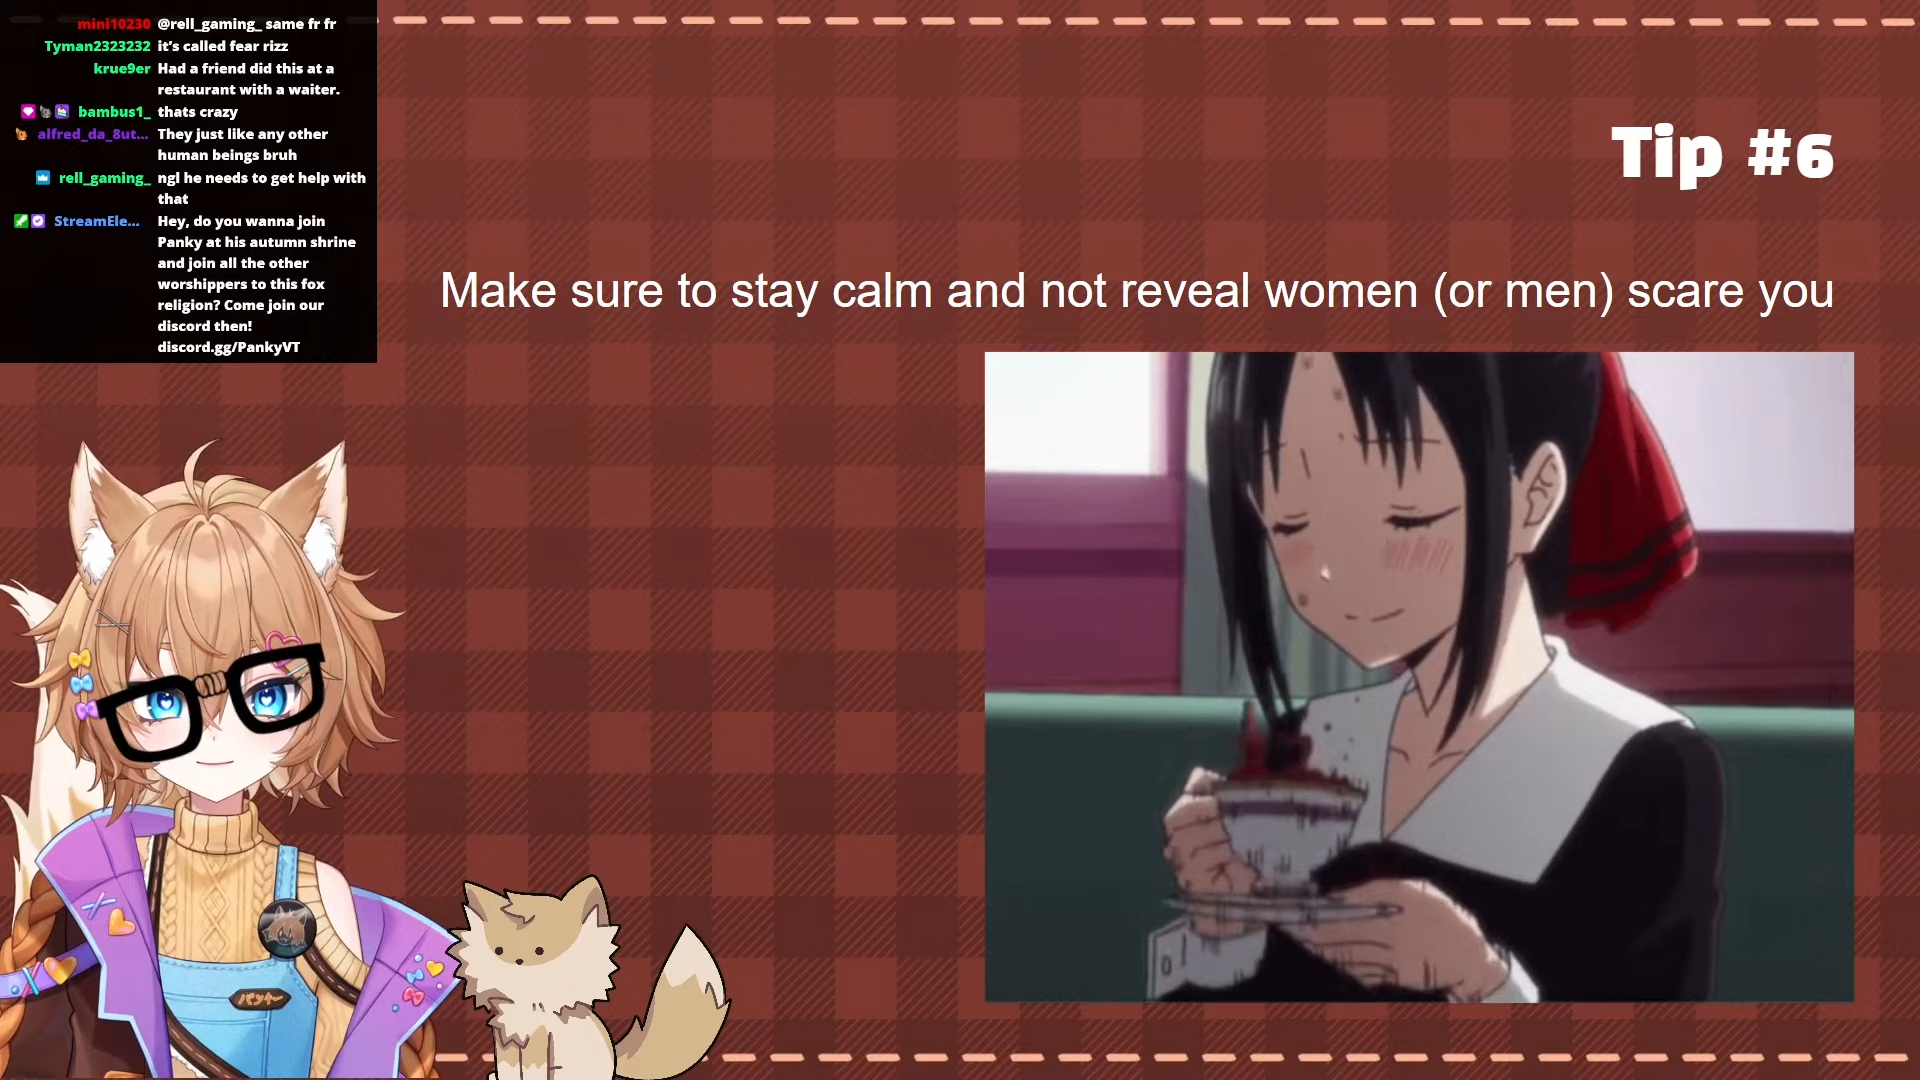 mini10230 @rell_gaming_ same fr fr
Tyman2323232 it's called fear rizz
krue9er Had a friend did this at a
restaurant with a waiter.
bambus1_ thats crazy
alfred_da_8ut... They just like any other
human beings bruh
rell_gaming_ ngl he needs to get help with
that
StreamEle... Hey, do you wanna join
Panky at his autumn shrine
and join all the other
worshippers to this fox
religion? Come join our
discord then!
discord.gg/PankyVT
Tip #6
Make sure to stay calm and not reveal women (or men) scare you
パンキー